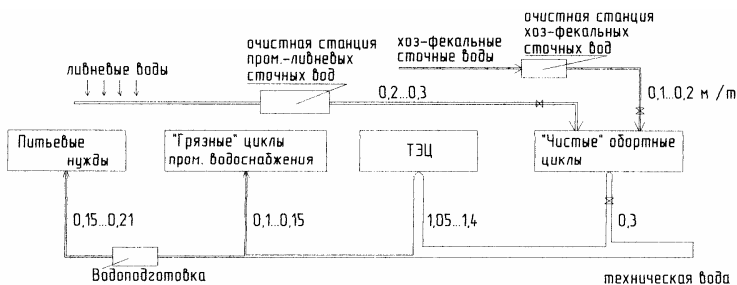 очистная станция
хоз-фекальных
сточных вод
очистная станция
пром.-ливневых
сточных вод
хоз-фекальные
сточные воды
ливневые воды
0,2...0,3
0,1...0,2 м /т
Питьевые
нужды
"Грязные" циклы
пром. водоснабжения
ТЭЦ
"Чистые" оборотные
циклы
0,15...0,21
0,1...0,15
1,05...1,4
0,3
Водоподготовка
техническая вода